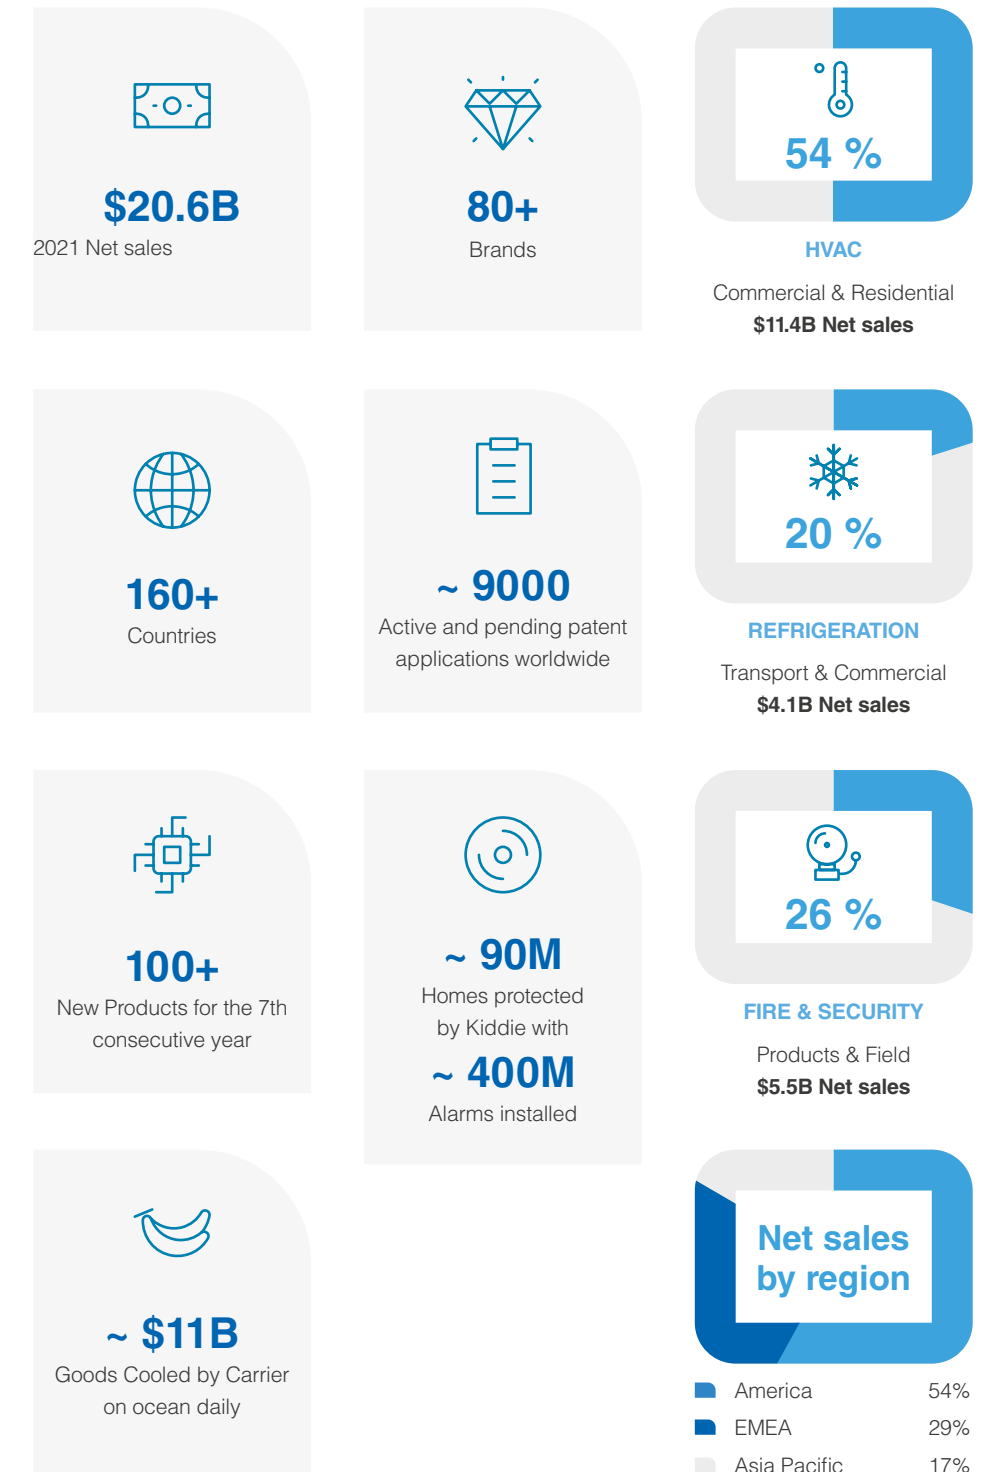 $20.6B
2021 Net sales
80+
Brands
54 %
HVAC
Commercial & Residential
$11.4B Net sales
160+
Countries
~ 9000
Active and pending patent
applications worldwide
20 %
REFRIGERATION
Transport & Commercial
$4.1B Net sales
100+
New Products for the 7th
consecutive year
~ 90M
Homes protected
by Kiddie with
~ 400M
Alarms installed
26 %
FIRE & SECURITY
Products & Field
$5.5B Net sales
~ $11B
Goods Cooled by Carrier
on ocean daily
Net sales
by region
America 54%
EMEA 29%
Asia Pacific 17%